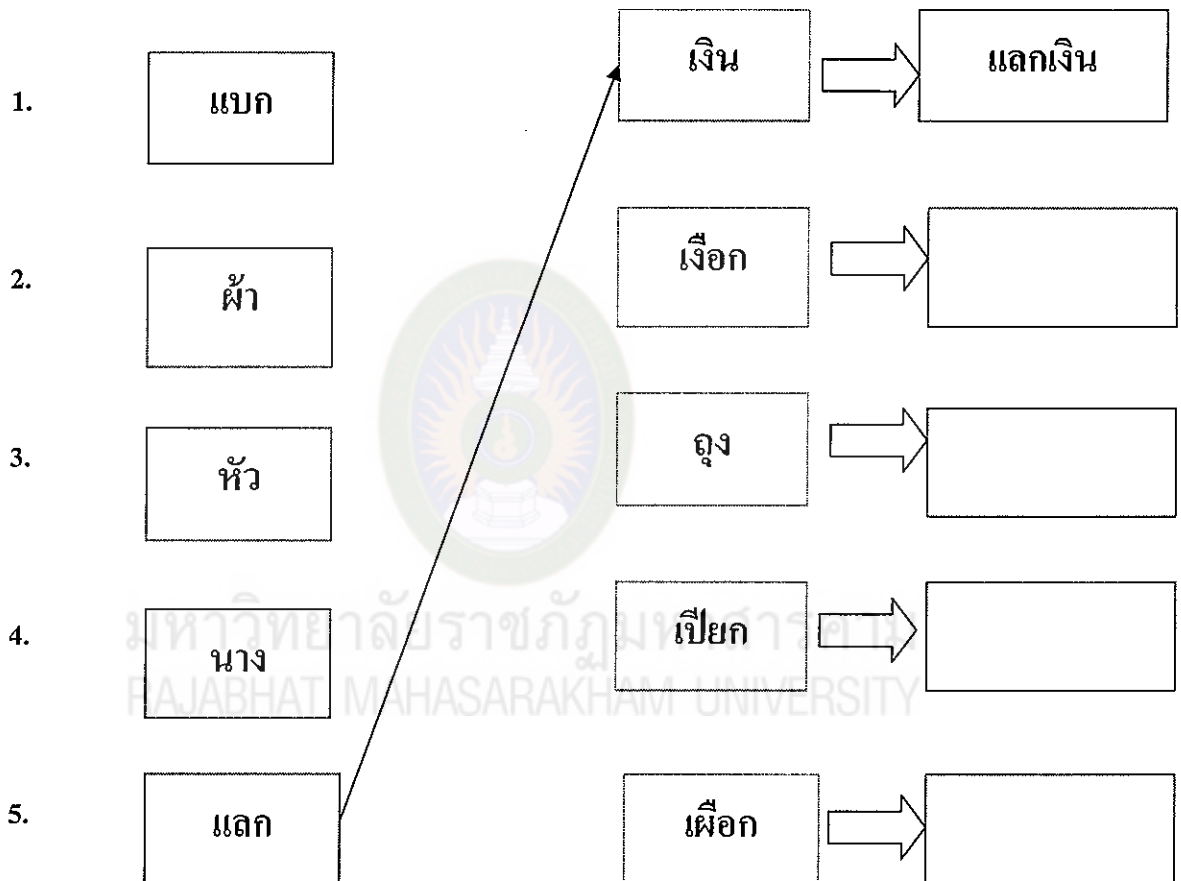 เงิน แลกเงิน
1. แบก
2. ผ้า เงือก
3. หัว ถุง
มหาวิทยาลัยราชภัฏมหาสารคาม
4. นาง เปียก
RAJABHAT MAHASARAKHAM UNIVERSITY
5. แลก เผือก